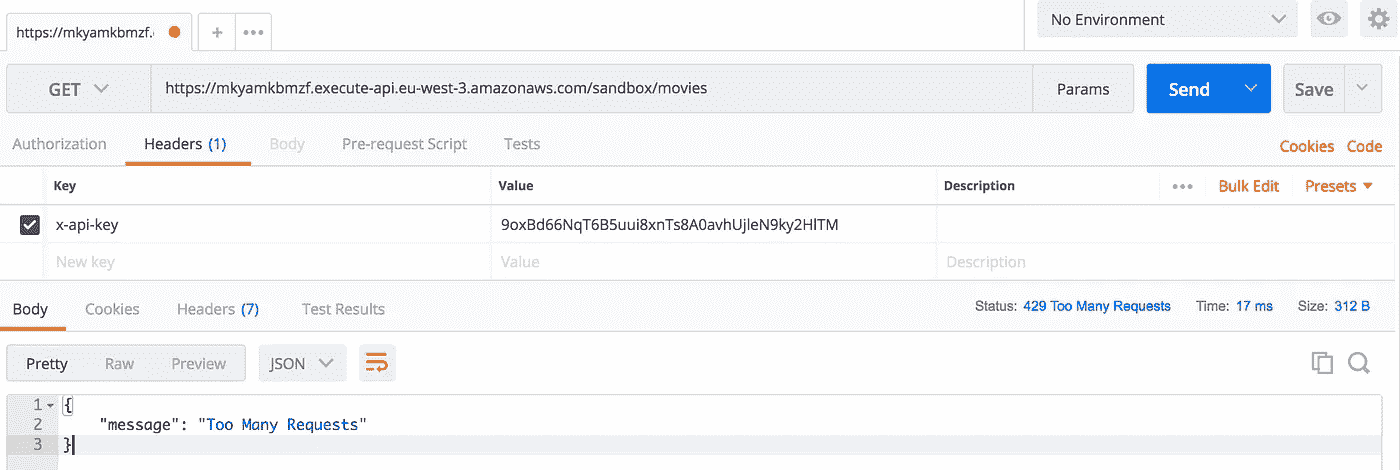 https://mkyamkbmzf. + ••• No Environment
GET https://mkyamkbmzf.execute-api.eu-west-3.amazonaws.com/sandbox/movies Params Send Save
Authorization Headers (1) Body Pre-request Script Tests Cookies Code
Key Value Description ••• Bulk Edit Presets
x-api-key 9oxBd66NqT6B5uui8xnTs8A0avhUjleN9ky2HlTM
New key Value Description
Body Cookies Headers (7) Test Results Status: 429 Too Many Requests Time: 17 ms Size: 312 B
Pretty Raw Preview JSON
1 {
2 "message": "Too Many Requests"
3 }